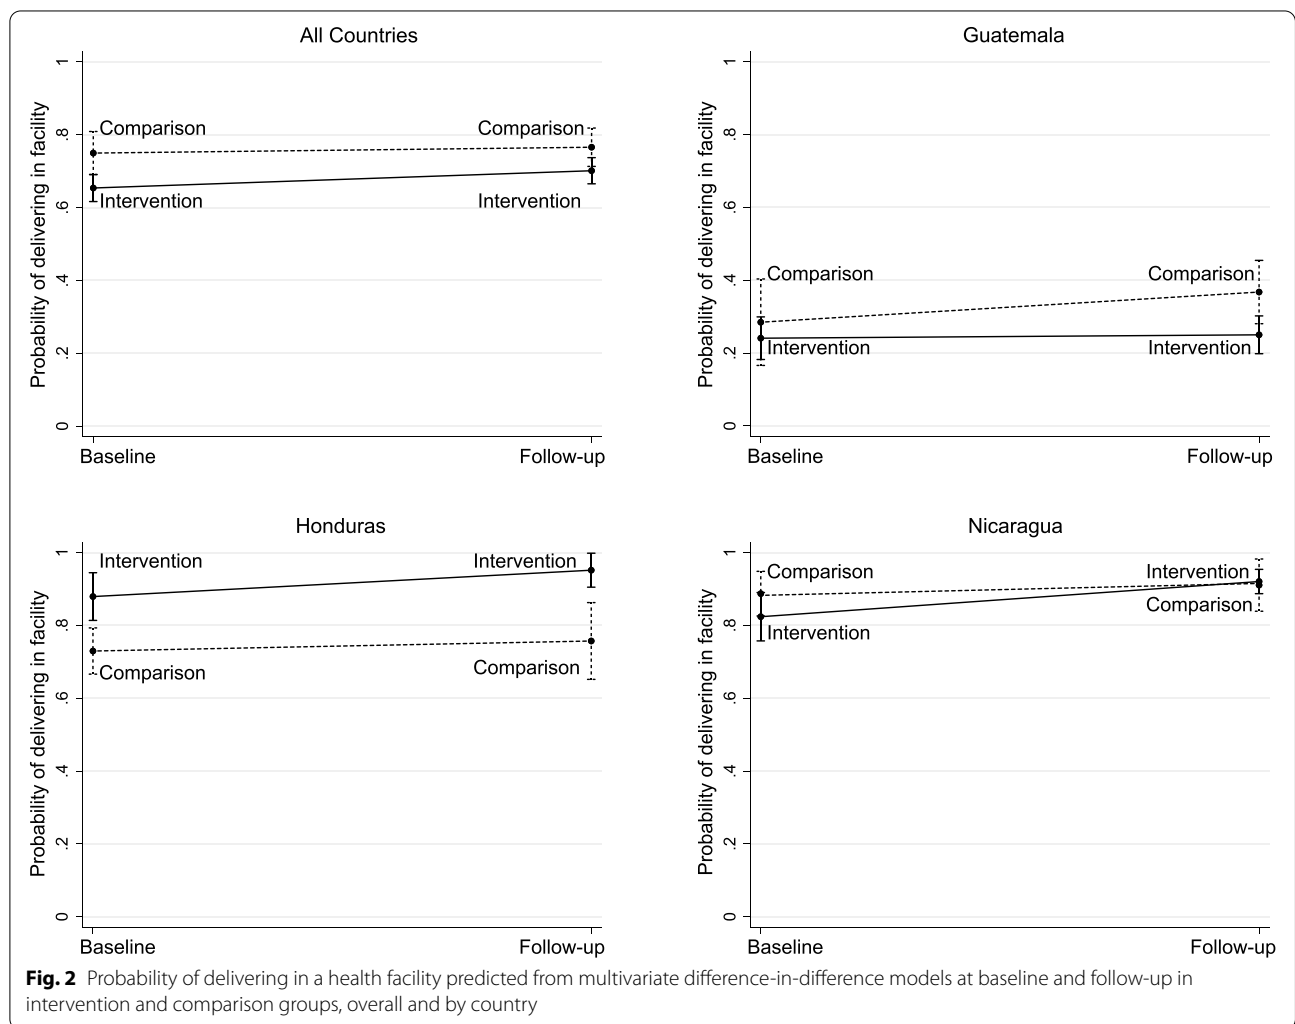 All Countries
Probability of delivering in facility
1
.8
.6
.4
.2
0
Comparison
Comparison
Intervention
Intervention
Baseline
Follow-up
Guatemala
Probability of delivering in facility
1
.8
.6
.4
.2
0
Comparison
Comparison
Intervention
Intervention
Baseline
Follow-up
Honduras
Probability of delivering in facility
1
.8
.6
.4
.2
0
Intervention
Intervention
Comparison
Comparison
Baseline
Follow-up
Nicaragua
Probability of delivering in facility
1
.8
.6
.4
.2
0
Comparison
Intervention
Intervention
Comparison
Baseline
Follow-up
Fig. 2 Probability of delivering in a health facility predicted from multivariate difference-in-difference models at baseline and follow-up in
intervention and comparison groups, overall and by country